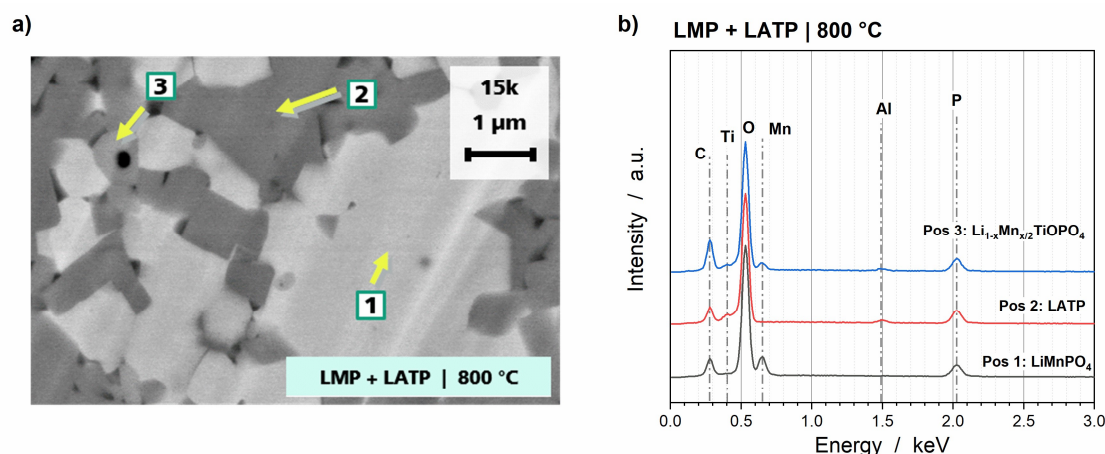 a)
3
2
15k
1 µm
1
LMP + LATP | 800 °C
b)
LMP + LATP | 800 °C
Intensity / a.u.
C
Ti
O
Mn
Al
P
Pos 3: Li₁₋ₓMnₓ/₂TiOPO₄
Pos 2: LATP
Pos 1: LiMnPO₄
0.0 0.5 1.0 1.5 2.0 2.5 3.0
Energy / keV